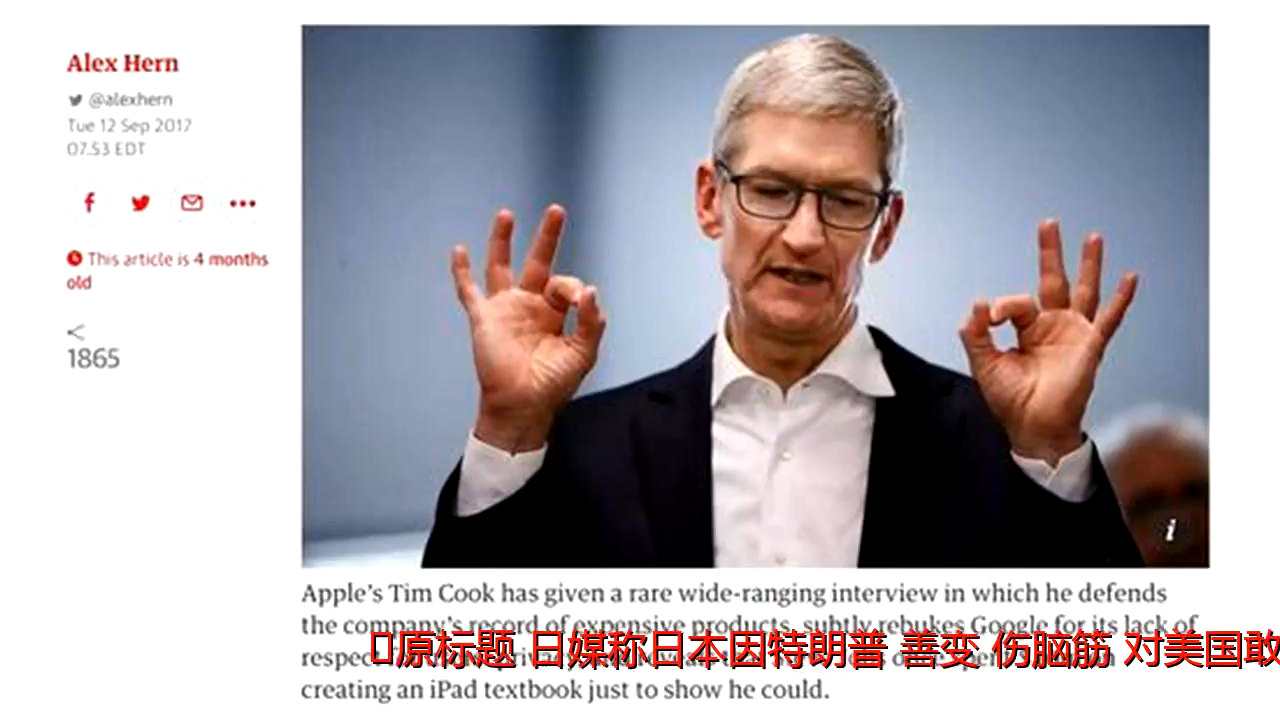 Alex Hern
@alexhern
Tue 12 Sep 2017
07.53 EDT
This article is 4 months
old
1865
i
Apple's Tim Cook has given a rare wide-ranging interview in which he defends
the company's record of expensive products, subtly rebukes Google for its lack of
respec
原标题 日媒称日本因特朗普 善变 伤脑筋 对美国敢
creating an iPad textbook just to show he could.